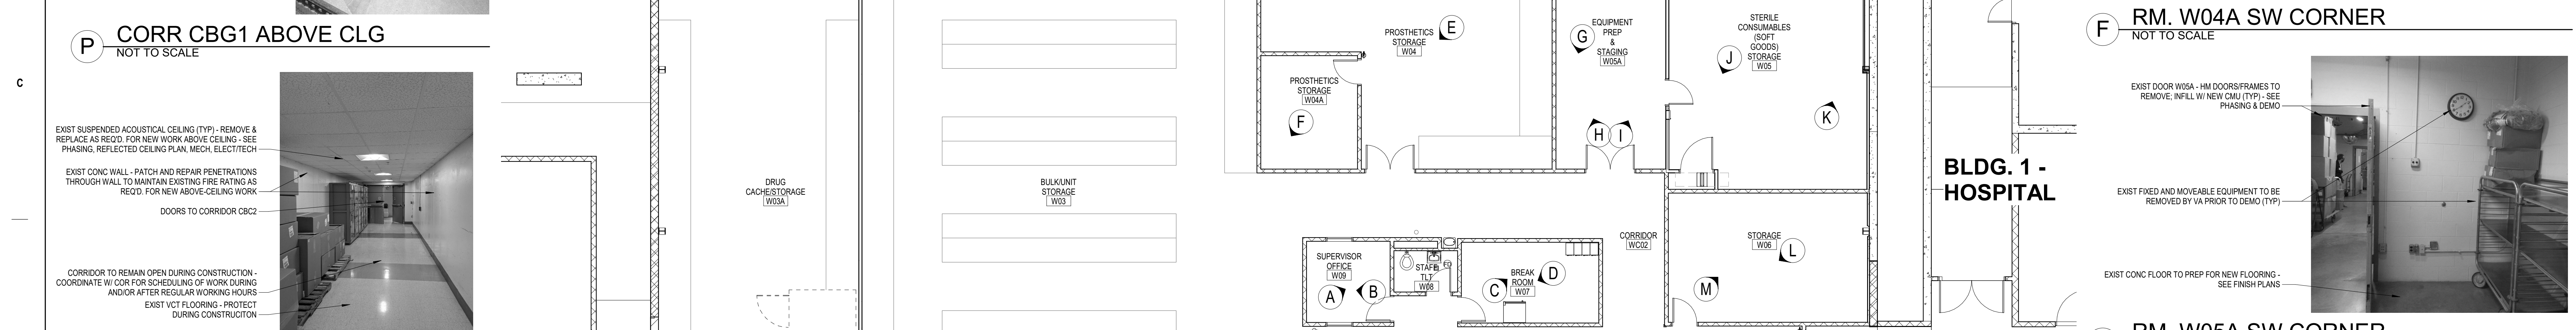 P
CORR CBG1 ABOVE CLG
NOT TO SCALE
C
EXIST SUSPENDED ACOUSTICAL CEILING (TYP) - REMOVE &
REPLACE AS REQ'D. FOR NEW WORK ABOVE CEILING - SEE
PHASING, REFLECTED CEILING PLAN, MECH, ELECT/TECH
EXIST CONC WALL - PATCH AND REPAIR PENETRATIONS
THROUGH WALL TO MAINTAIN EXISTING FIRE RATING AS
REQ'D. FOR NEW ABOVE-CEILING WORK
DOORS TO CORRIDOR CBC2
CORRIDOR TO REMAIN OPEN DURING CONSTRUCTION -
COORDINATE W/ COR FOR SCHEDULING OF WORK DURING
AND/OR AFTER REGULAR WORKING HOURS
EXIST VCT FLOORING - PROTECT
DURING CONSTRUCITON
DRUG
CACHE/STORAGE
W03A
BULK/UNIT
STORAGE
W03
PROSTHETICS
STORAGE
W04
E
PROSTHETICS
STORAGE
W04A
F
EQUIPMENT
PREP
&
STAGING
W05A
G
H
I
STERILE
CONSUMABLES
(SOFT
GOODS)
STORAGE
W05
J
K
SUPERVISOR
OFFICE
W09
A
B
STAFF
TLT
W08
BREAK
ROOM
W07
C
D
CORRIDOR
WC02
STORAGE
W06
L
M
BLDG. 1 -
HOSPITAL
F
RM. W04A SW CORNER
NOT TO SCALE
EXIST DOOR W05A - HM DOORS/FRAMES TO
REMOVE; INFILL W/ NEW CMU (TYP) - SEE
PHASING & DEMO
EXIST FIXED AND MOVEABLE EQUIPMENT TO BE
REMOVED BY VA PRIOR TO DEMO (TYP)
EXIST CONC FLOOR TO PREP FOR NEW FLOORING -
SEE FINISH PLANS
RM. W05A SW CORNER